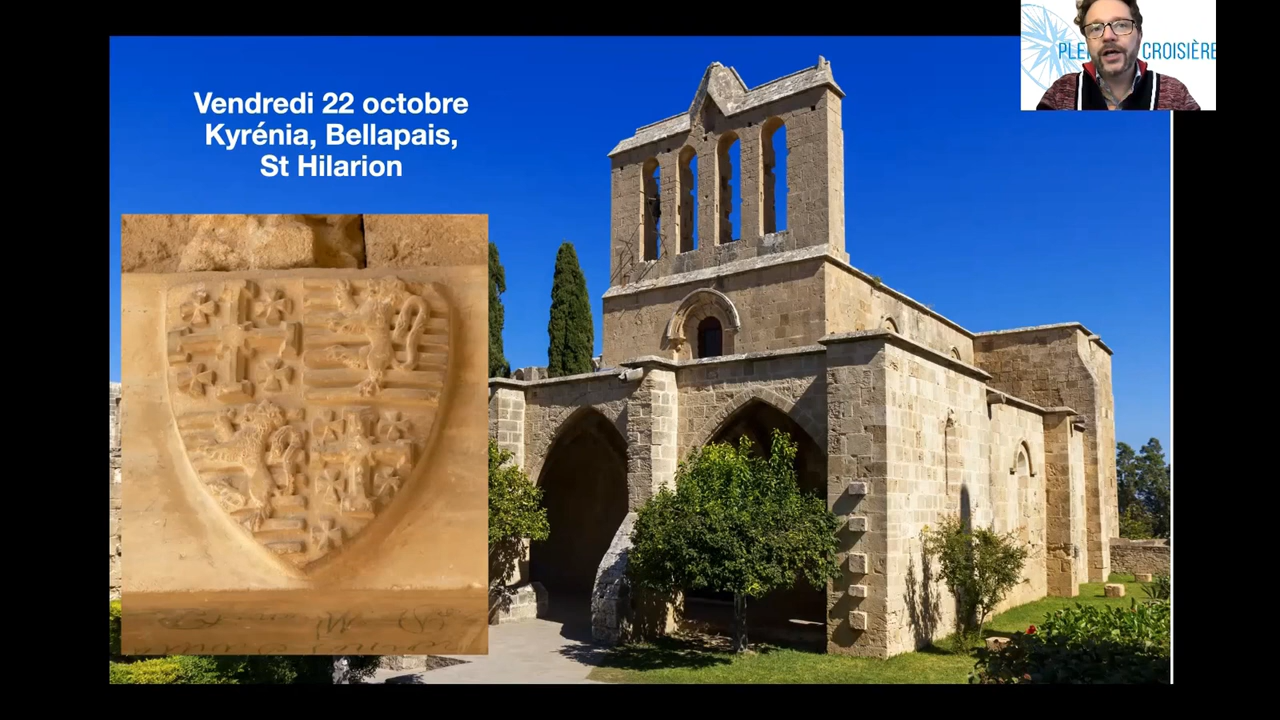 Vendredi 22 octobre
Kyrénia, Bellapais,
St Hilarion
CROISIÈRE